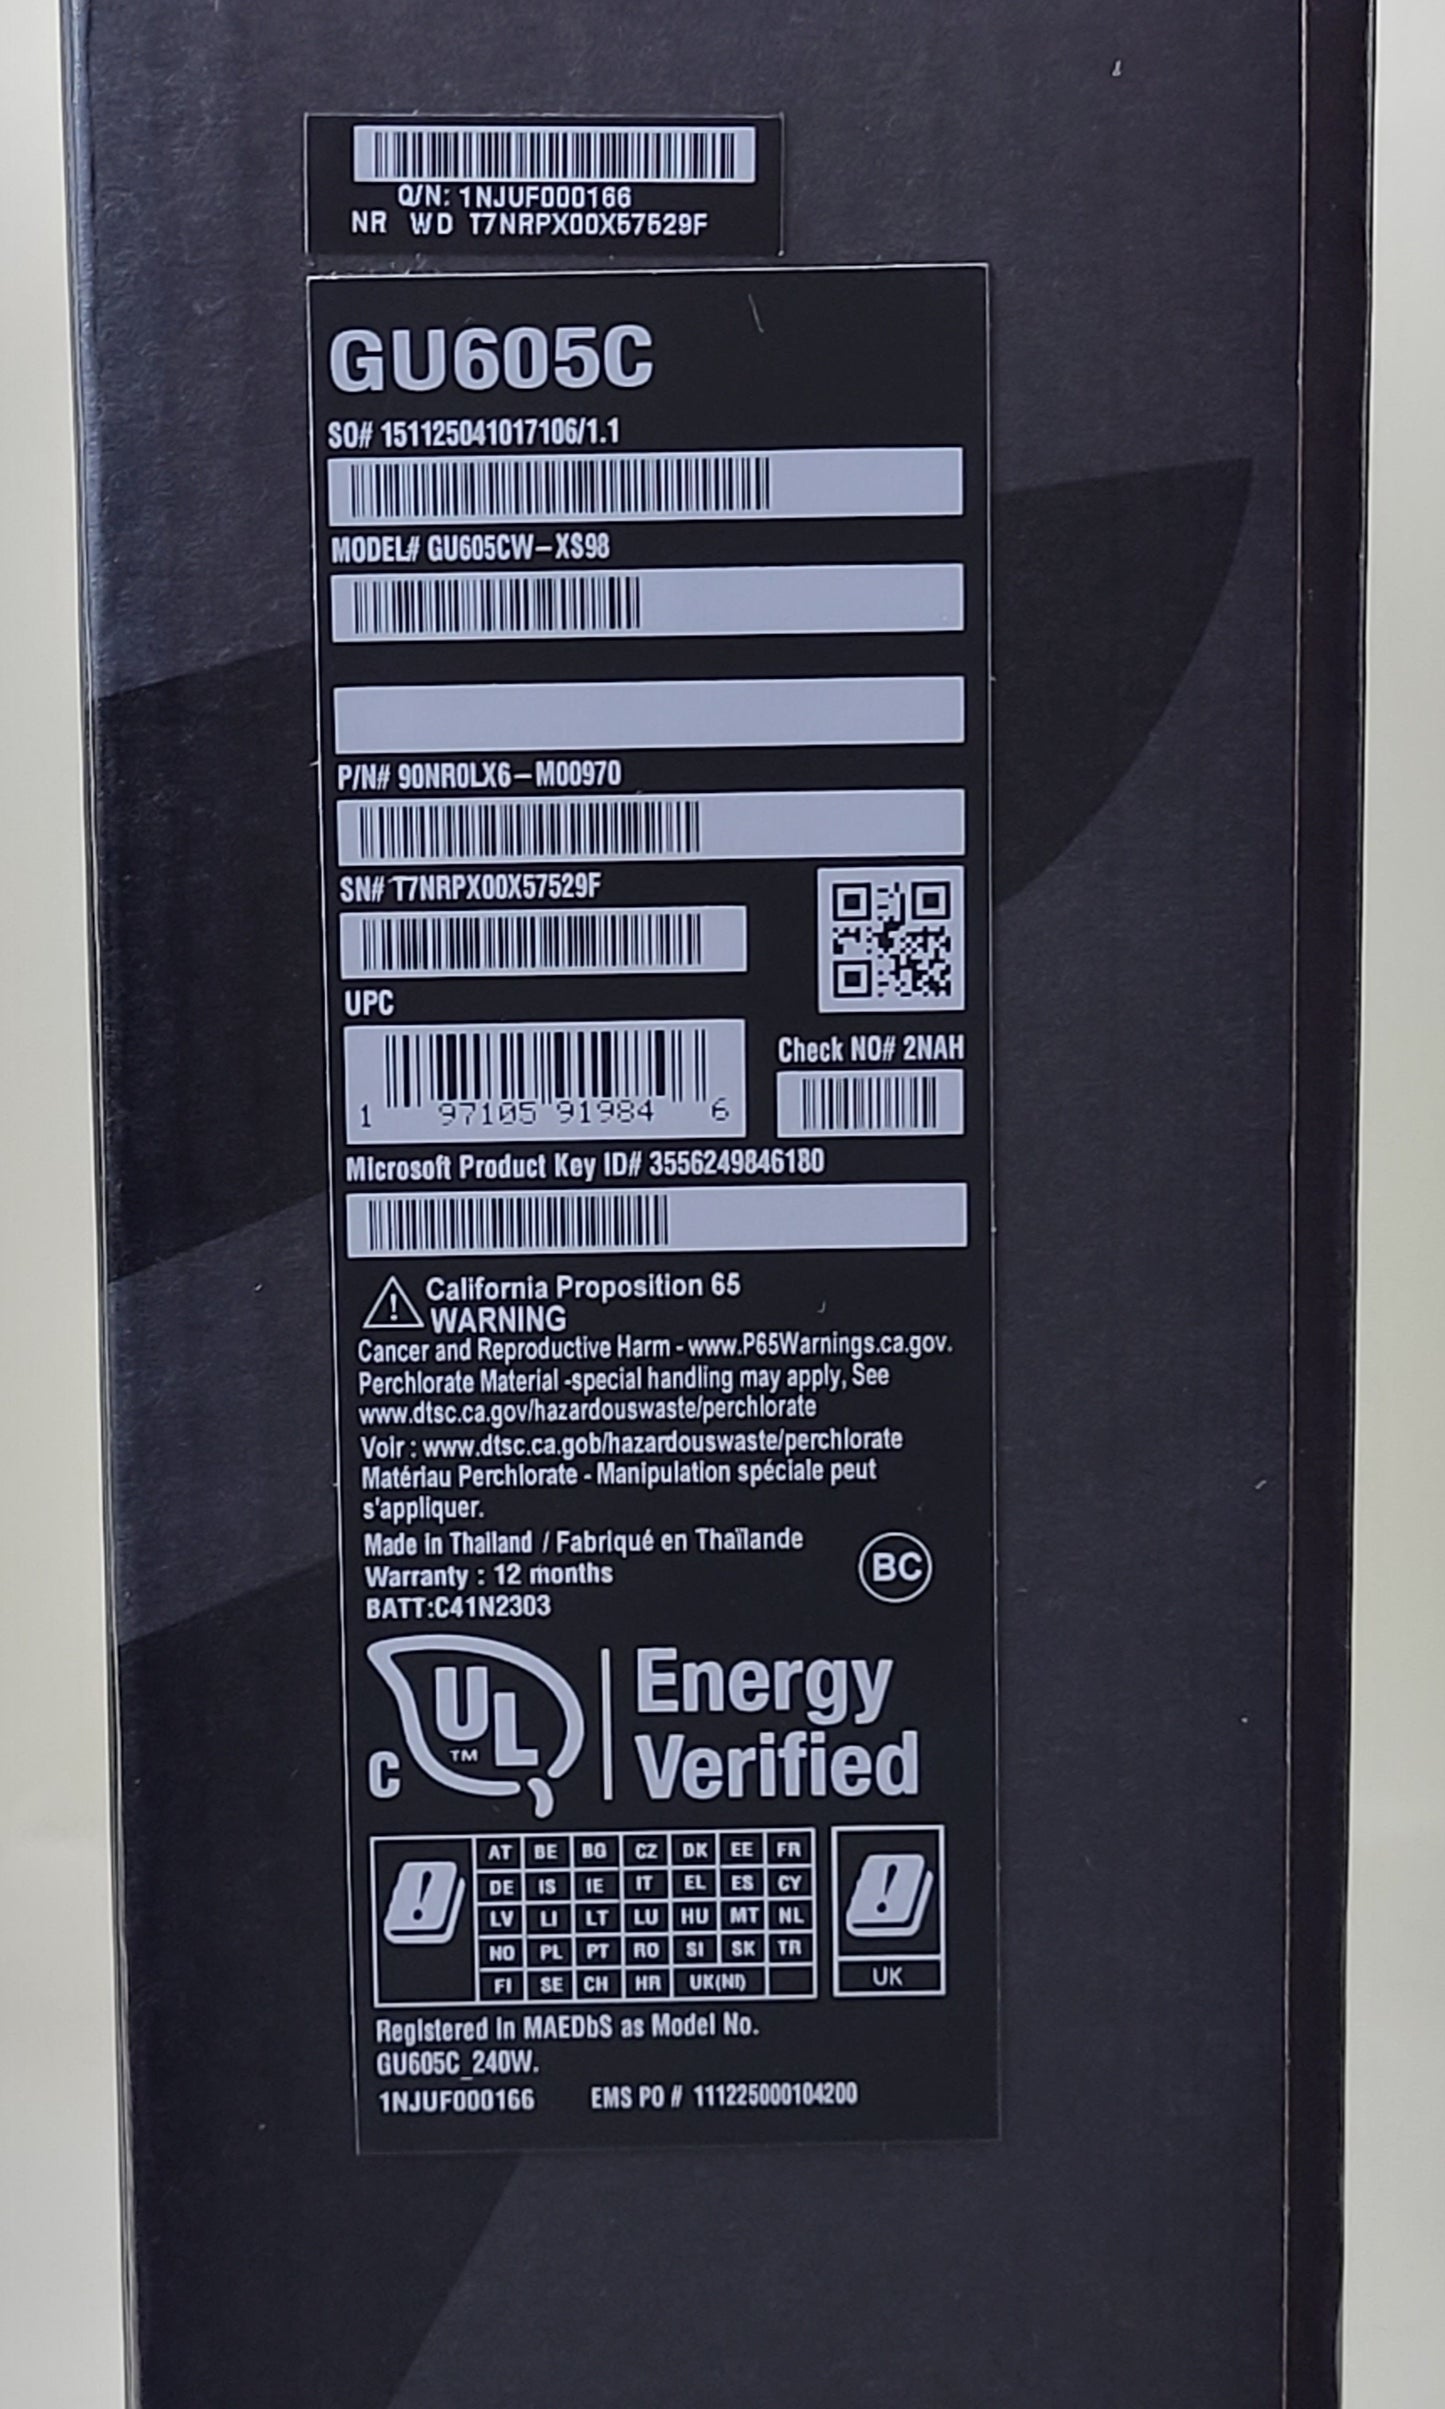 Q/N: 1NJUF000166
NR WD T7NRPX00X57529F
GU605C
SO# 151125041017106/1.1
MODEL# GU605CW-XS98
P/N# 90NR0LX6-M00970
SN# T7NRPX00X57529F
UPC
1 97105 91984 6
Check NO# 2NAH
Microsoft Product Key ID# 3556249846180
California Proposition 65
WARNING
Cancer and Reproductive Harm - www.P65Warnings.ca.gov.
Perchlorate Material -special handling may apply, See
www.dtsc.ca.gov/hazardouswaste/perchlorate
Voir : www.dtsc.ca.gob/hazardouswaste/perchlorate
Matériau Perchlorate - Manipulation spéciale peut
s'appliquer.
Made in Thailand / Fabriqué en Thaïlande
Warranty : 12 months
BATT:C41N2303
BC
C UL TM
Energy
Verified
AT BE BG CZ DK EE FR
DE IS IE IT EL ES CY
LV LI LT LU HU MT NL
NO PL PT RO SI SK TR
FI SE CH HR UK(NI)
UK
Registered in MAEDbS as Model No.
GU605C_240W.
1NJUF000166 EMS PO # 111225000104200